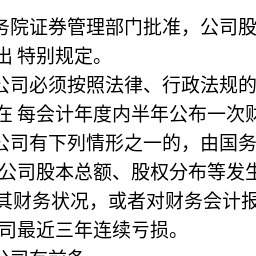 务院证券管理部门批准，公司股
出 特别规定。
公司必须按照法律、行政法规的
在 每会计年度内半年公布一次财
公司有下列情形之一的，由国务
公司股本总额、股权分布等发生
其财务状况，或者对财务会计报
司最近三年连续亏损。